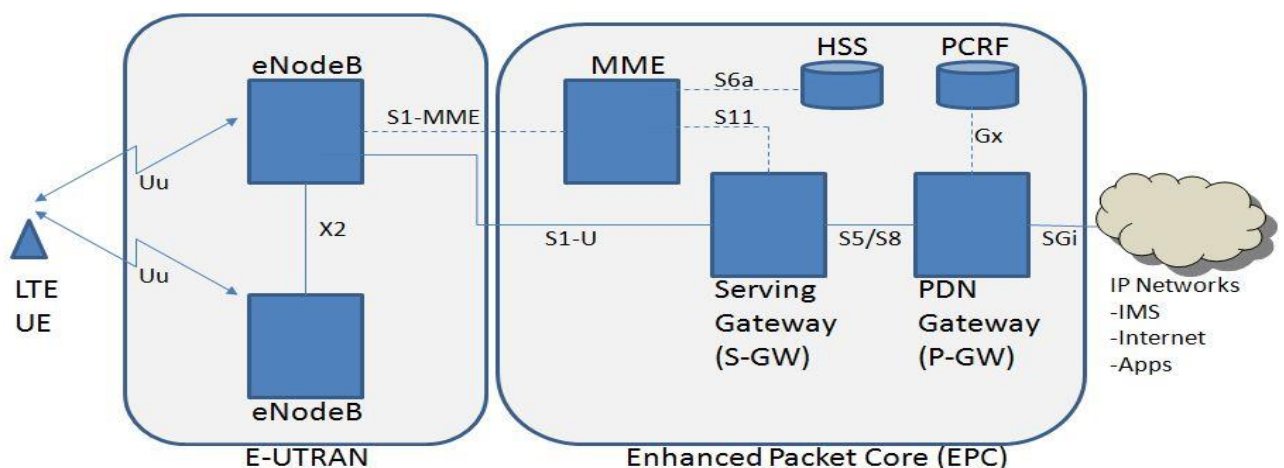 eNodeB
MME
HSS
PCRF
S6a
S1-MME
S11
Gx
Uu
X2
S1-U
S5/S8
SGi
Uu
LTE
UE
Serving
Gateway
(S-GW)
PDN
Gateway
(P-GW)
IP Networks
-IMS
-Internet
-Apps
eNodeB
E-UTRAN
Enhanced Packet Core (EPC)